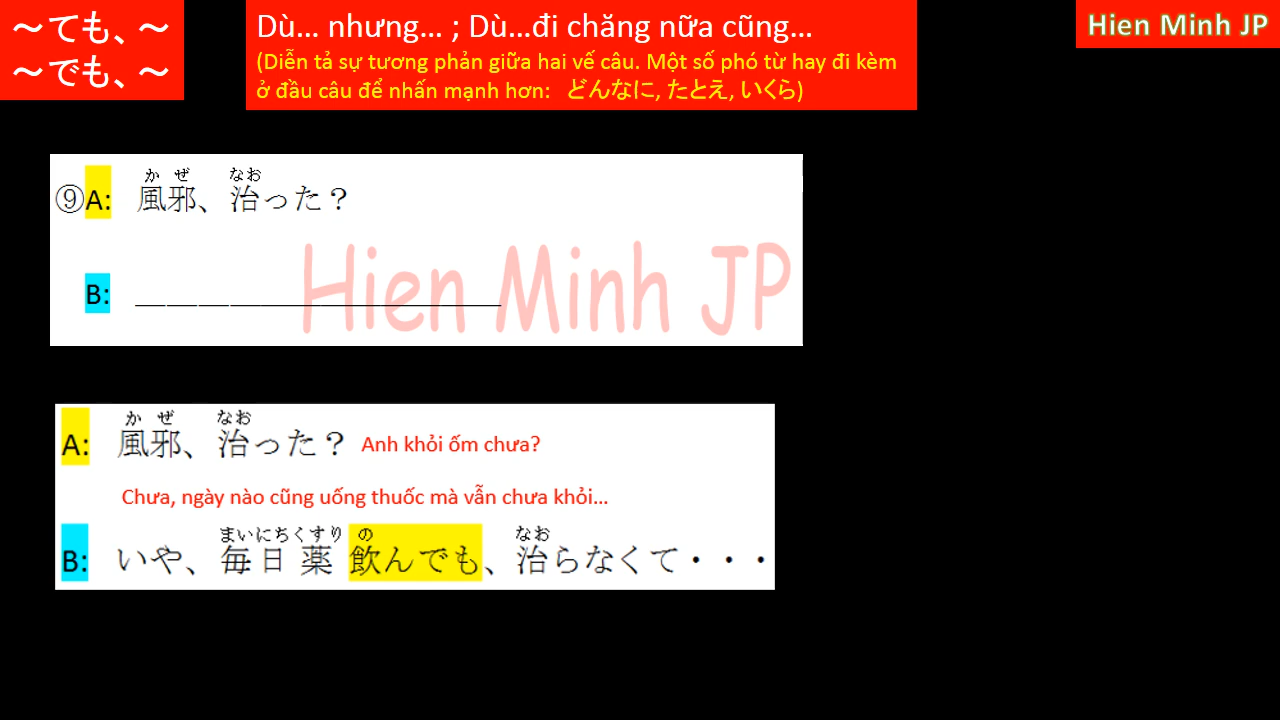 ～ても、～
～でも、～
Dù... nhưng... ; Dù...đi chăng nữa cũng...
(Diễn tả sự tương phản giữa hai vế câu. Một số phó từ hay đi kèm
ở đầu câu để nhấn mạnh hơn: どんなに, たとえ, いくら)
Hien Minh JP
かぜ なお
⑨A: 風邪、治った？
Hien Minh JP
B: ____________________
かぜ なお
A: 風邪、治った？ Anh khỏi ốm chưa?
Chưa, ngày nào cũng uống thuốc mà vẫn chưa khỏi...
まいにちくすり の なお
B: いや、毎日薬飲んでも、治らなくて・・・